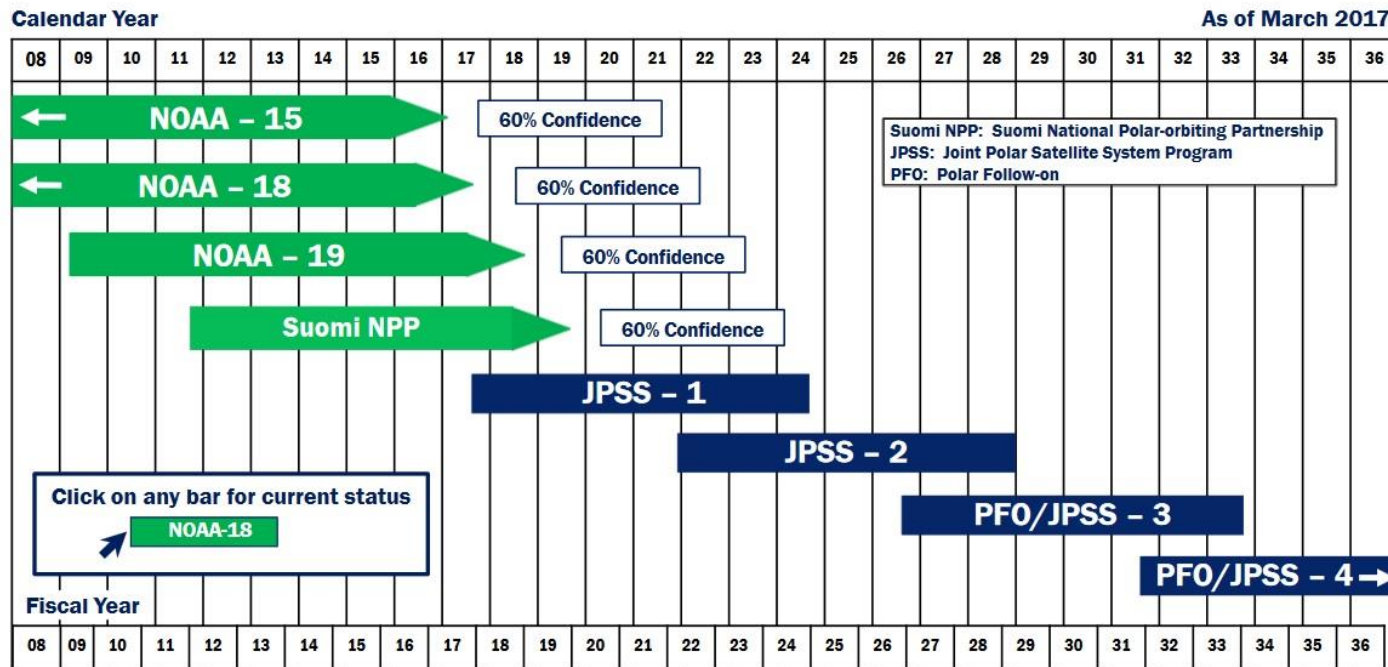 Calendar Year As of March 2017
08 09 10 11 12 13 14 15 16 17 18 19 20 21 22 23 24 25 26 27 28 29 30 31 32 33 34 35 36
NOAA – 15
60% Confidence
Suomi NPP: Suomi National Polar-orbiting Partnership
JPSS: Joint Polar Satellite System Program
PFO: Polar Follow-on
NOAA – 18
60% Confidence
NOAA – 19
60% Confidence
Suomi NPP
60% Confidence
JPSS – 1
JPSS – 2
Click on any bar for current status
NOAA-18
PFO/JPSS – 3
PFO/JPSS – 4
Fiscal Year
08 09 10 11 12 13 14 15 16 17 18 19 20 21 22 23 24 25 26 27 28 29 30 31 32 33 34 35 36